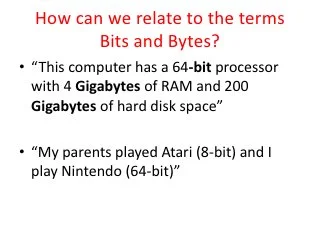 How can we relate to the terms
Bits and Bytes?
• “This computer has a 64-bit processor
with 4 Gigabytes of RAM and 200
Gigabytes of hard disk space”
• “My parents played Atari (8-bit) and I
play Nintendo (64-bit)”